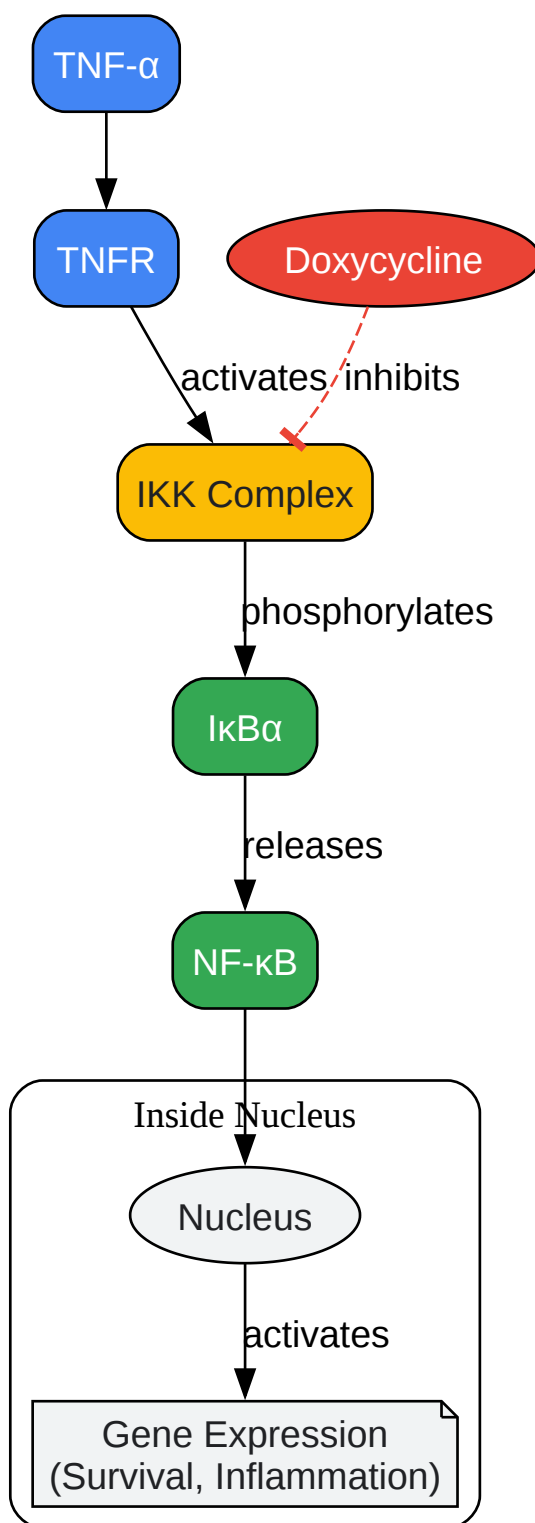 TNF-α
TNFR
Doxycycline
activates
inhibits
IKK Complex
phosphorylates
IκBα
releases
NF-κB
Inside Nucleus
Nucleus
activates
Gene Expression
(Survival, Inflammation)